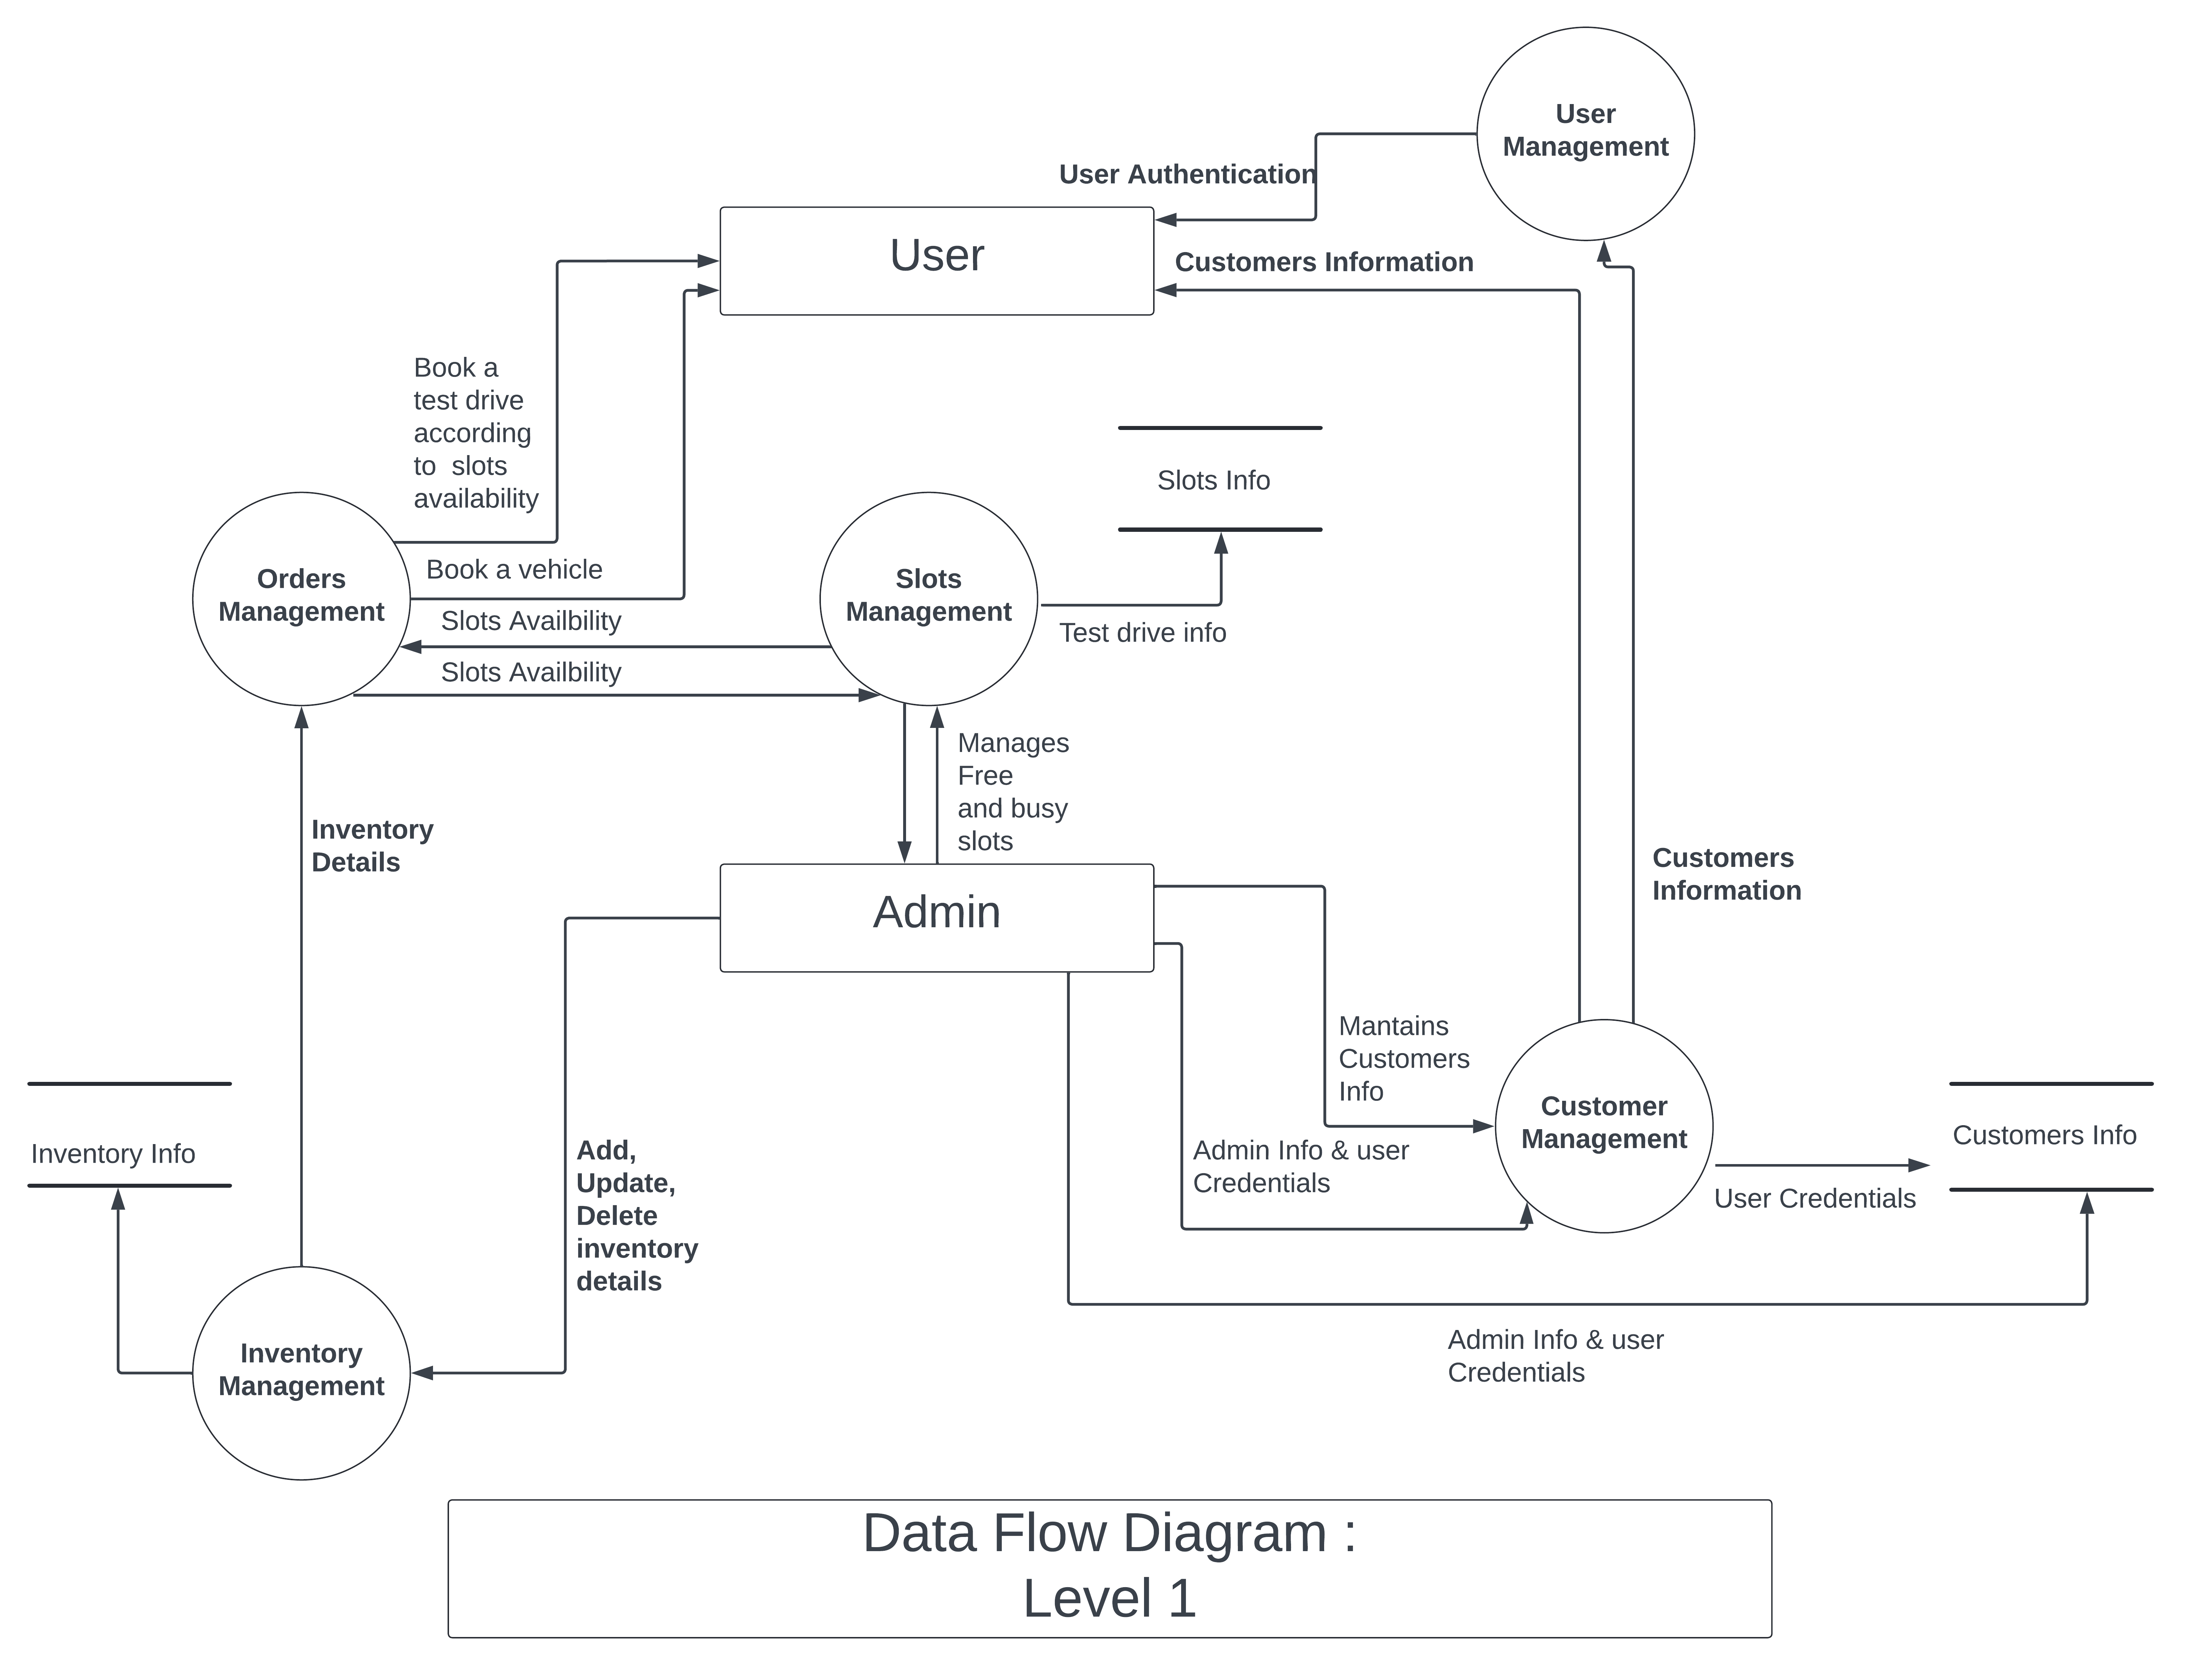 User
Management
User Authentication
User
Customers Information
Book a
test drive
according
to  slots
availability
Slots Info
Orders
Management
Book a vehicle
Slots Availbility
Slots Availbility
Slots
Management
Test drive info
Manages
Free
and busy
slots
Inventory
Details
Customers
Information
Admin
Mantains
Customers
Info
Admin Info & user
Credentials
Customer
Management
Customers Info
User Credentials
Inventory Info
Add,
Update,
Delete
inventory
details
Admin Info & user
Credentials
Inventory
Management
Data Flow Diagram :
Level 1